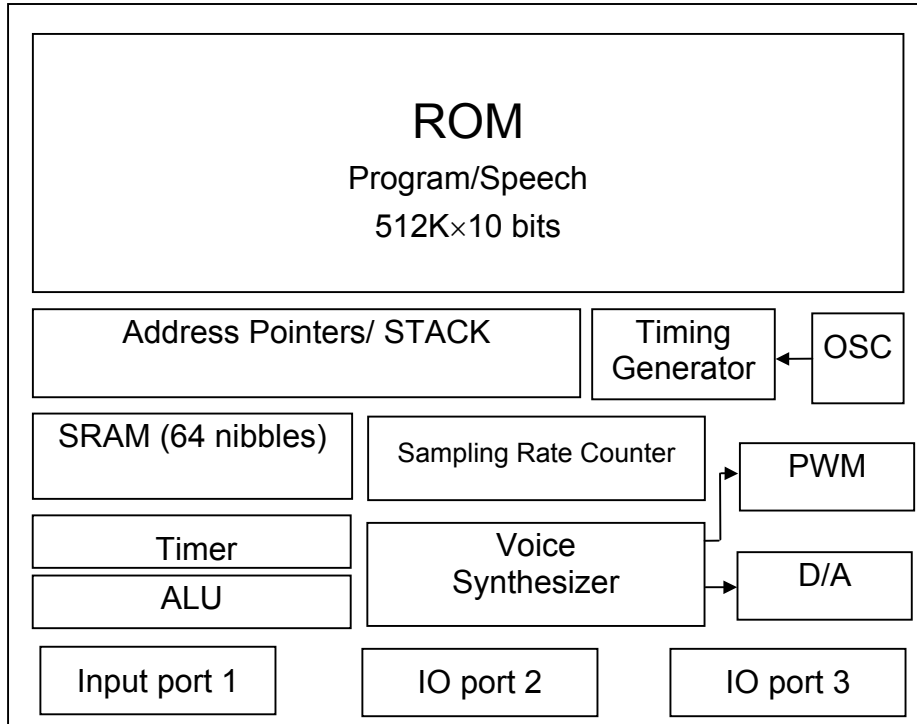 ROM
Program/Speech
512K×10 bits
Address Pointers/ STACK
Timing
Generator
OSC
SRAM (64 nibbles)
Sampling Rate Counter
PWM
Timer
Voice
Synthesizer
D/A
ALU
Input port 1
IO port 2
IO port 3